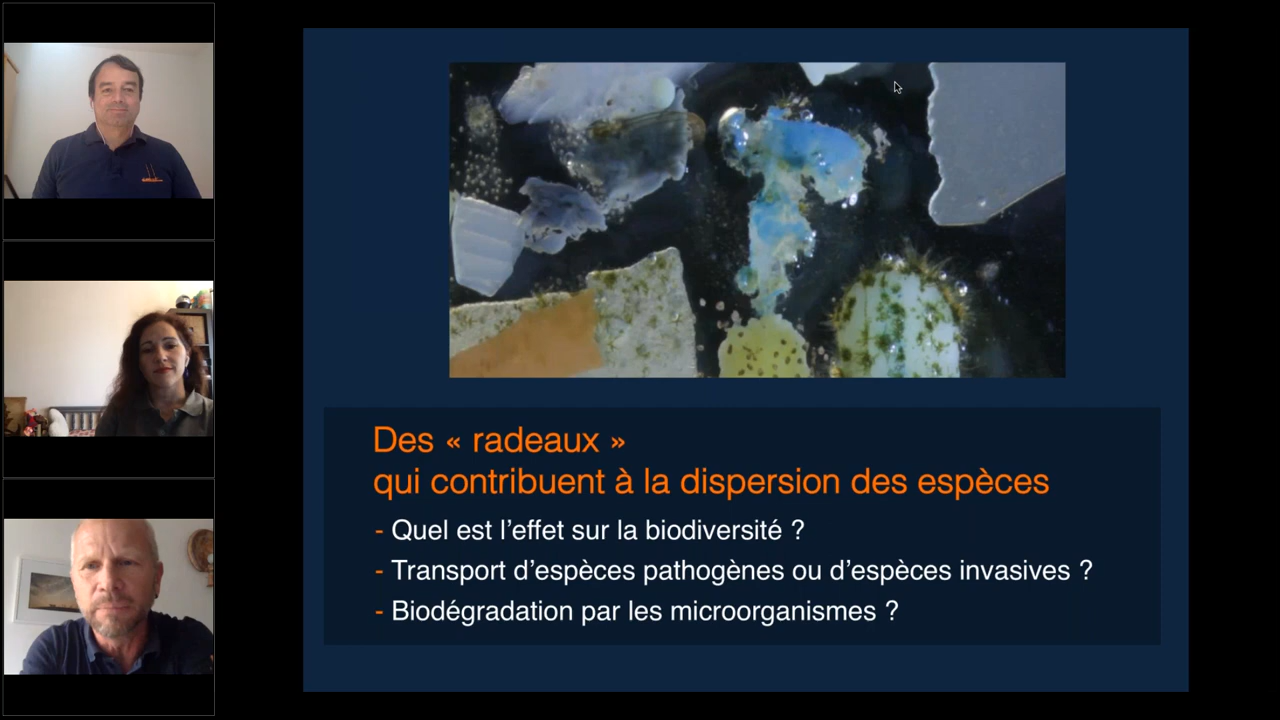 Des « radeaux »
qui contribuent à la dispersion des espèces
- Quel est l’effet sur la biodiversité ?
- Transport d’espèces pathogènes ou d’espèces invasives ?
- Biodégradation par les microorganismes ?